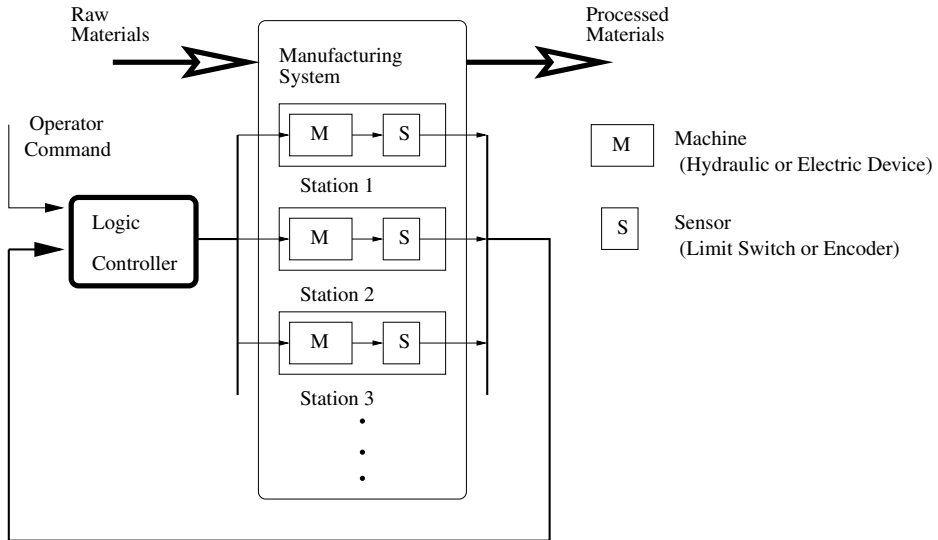 Raw
Materials
Processed
Materials
Manufacturing
System
Operator
Command
M
S
Station 1
Logic
Controller
M
S
Station 2
M
S
Station 3
M
Machine
(Hydraulic or Electric Device)
S
Sensor
(Limit Switch or Encoder)